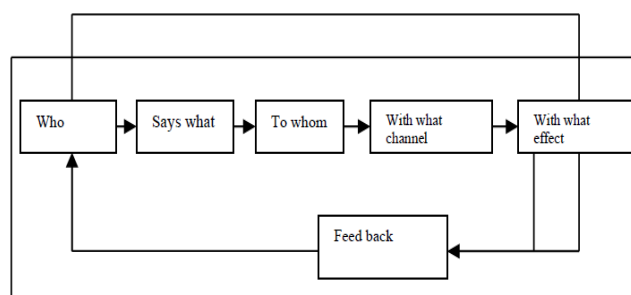 Who
Says what
To whom
With what
channel
With what
effect
Feed back